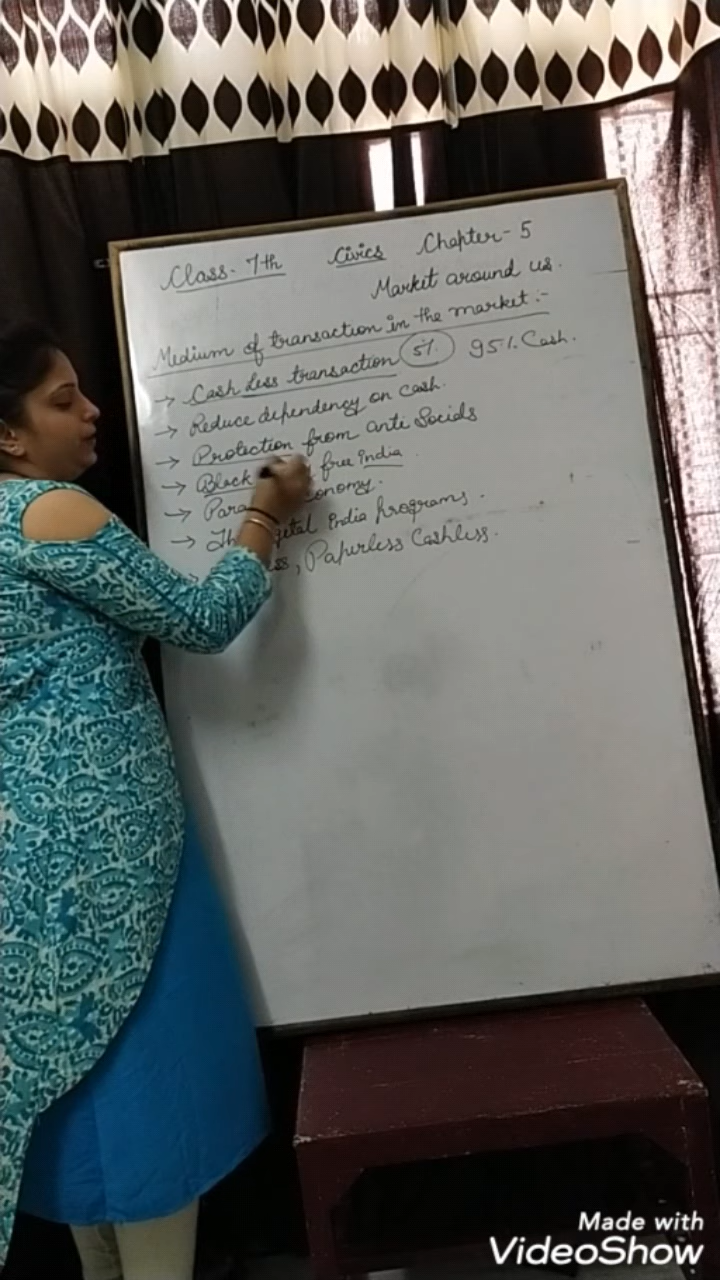 Class- 7th Civics Chapter- 5
Market around us.
Medium of transaction in the market:-
→ Cash Less transaction (5%.) 95%. Cash.
→ Reduce dependency on cash.
→ Protection from anti Socials
→ Black free India.
→ Para onomy.
→ Th gital India programs.
ess, Paperless Cashless.
Made with
VideoShow